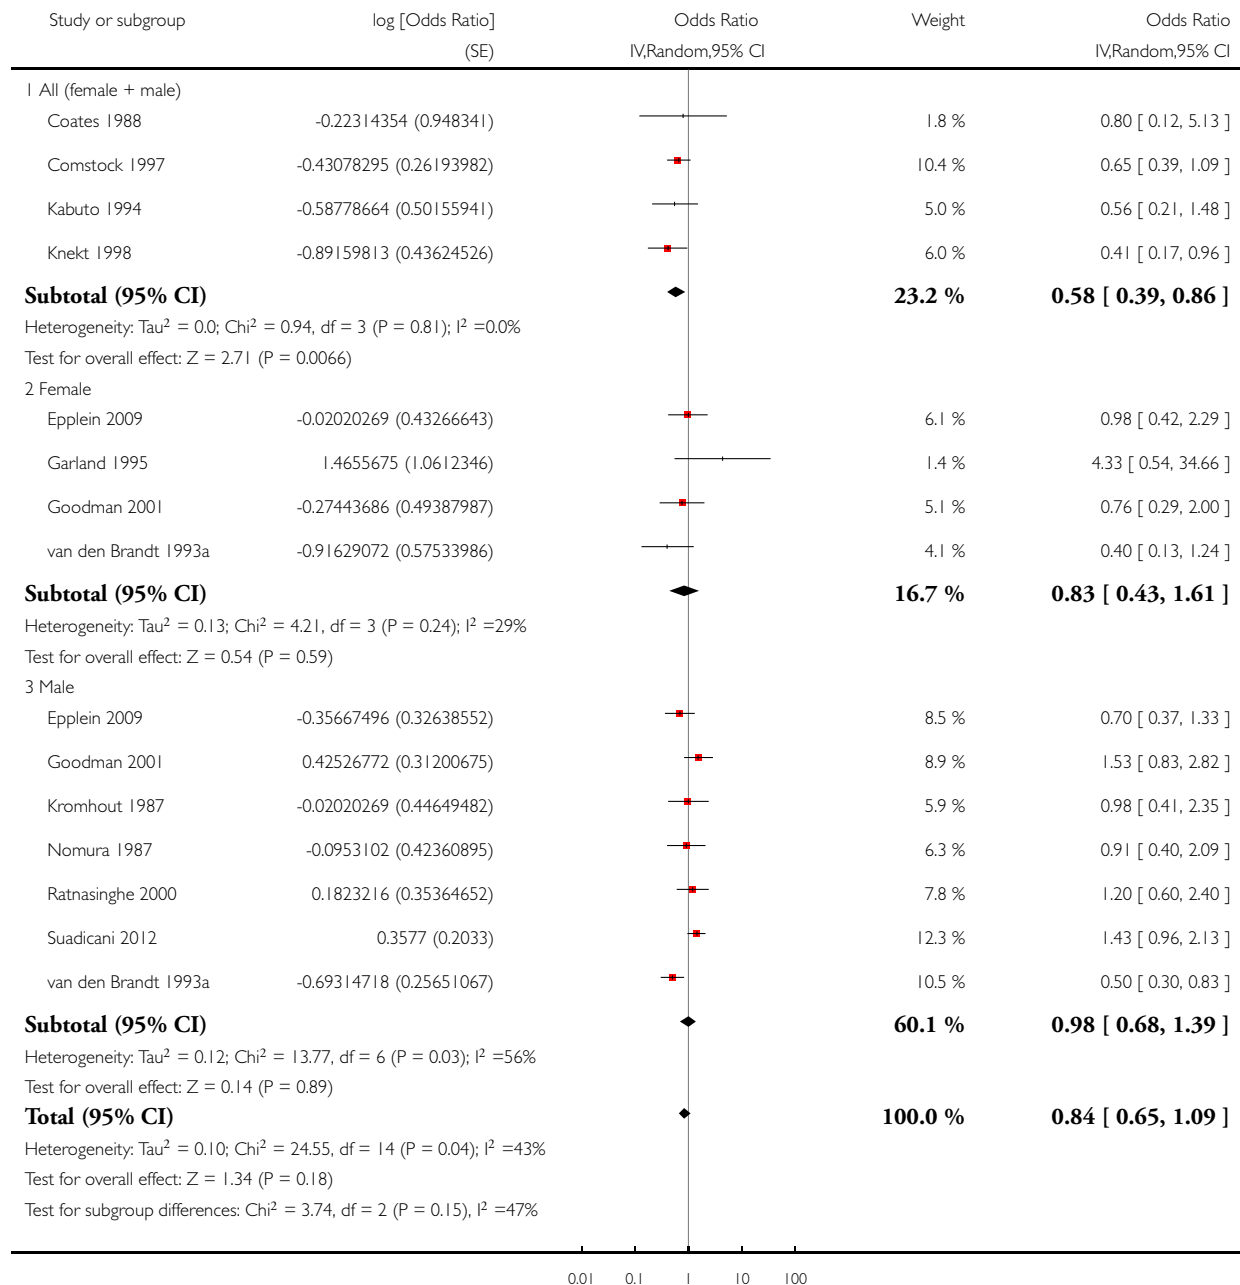 Study or subgroup log [Odds Ratio] Odds Ratio Weight Odds Ratio
(SE) IV,Random,95% CI IV,Random,95% CI
1 All (female + male)
Coates 1988 -0.22314354 (0.948341) 1.8 % 0.80 [ 0.12, 5.13 ]
Comstock 1997 -0.43078295 (0.26193982) 10.4 % 0.65 [ 0.39, 1.09 ]
Kabuto 1994 -0.58778664 (0.50155941) 5.0 % 0.56 [ 0.21, 1.48 ]
Knekt 1998 -0.89159813 (0.43624526) 6.0 % 0.41 [ 0.17, 0.96 ]
Subtotal (95% CI) 23.2 % 0.58 [ 0.39, 0.86 ]
Heterogeneity: Tau² = 0.0; Chi² = 0.94, df = 3 (P = 0.81); I² =0.0%
Test for overall effect: Z = 2.71 (P = 0.0066)
2 Female
Epplein 2009 -0.02020269 (0.43266643) 6.1 % 0.98 [ 0.42, 2.29 ]
Garland 1995 1.4655675 (1.0612346) 1.4 % 4.33 [ 0.54, 34.66 ]
Goodman 2001 -0.27443686 (0.49387987) 5.1 % 0.76 [ 0.29, 2.00 ]
van den Brandt 1993a -0.91629072 (0.57533986) 4.1 % 0.40 [ 0.13, 1.24 ]
Subtotal (95% CI) 16.7 % 0.83 [ 0.43, 1.61 ]
Heterogeneity: Tau² = 0.13; Chi² = 4.21, df = 3 (P = 0.24); I² =29%
Test for overall effect: Z = 0.54 (P = 0.59)
3 Male
Epplein 2009 -0.35667496 (0.32638552) 8.5 % 0.70 [ 0.37, 1.33 ]
Goodman 2001 0.42526772 (0.31200675) 8.9 % 1.53 [ 0.83, 2.82 ]
Kromhout 1987 -0.02020269 (0.44649482) 5.9 % 0.98 [ 0.41, 2.35 ]
Nomura 1987 -0.0953102 (0.42360895) 6.3 % 0.91 [ 0.40, 2.09 ]
Ratnasinghe 2000 0.1823216 (0.35364652) 7.8 % 1.20 [ 0.60, 2.40 ]
Suadicani 2012 0.3577 (0.2033) 12.3 % 1.43 [ 0.96, 2.13 ]
van den Brandt 1993a -0.69314718 (0.25651067) 10.5 % 0.50 [ 0.30, 0.83 ]
Subtotal (95% CI) 60.1 % 0.98 [ 0.68, 1.39 ]
Heterogeneity: Tau² = 0.12; Chi² = 13.77, df = 6 (P = 0.03); I² =56%
Test for overall effect: Z = 0.14 (P = 0.89)
Total (95% CI) 100.0 % 0.84 [ 0.65, 1.09 ]
Heterogeneity: Tau² = 0.10; Chi² = 24.55, df = 14 (P = 0.04); I² =43%
Test for overall effect: Z = 1.34 (P = 0.18)
Test for subgroup differences: Chi² = 3.74, df = 2 (P = 0.15), I² =47%
0.01 0.1 1 10 100